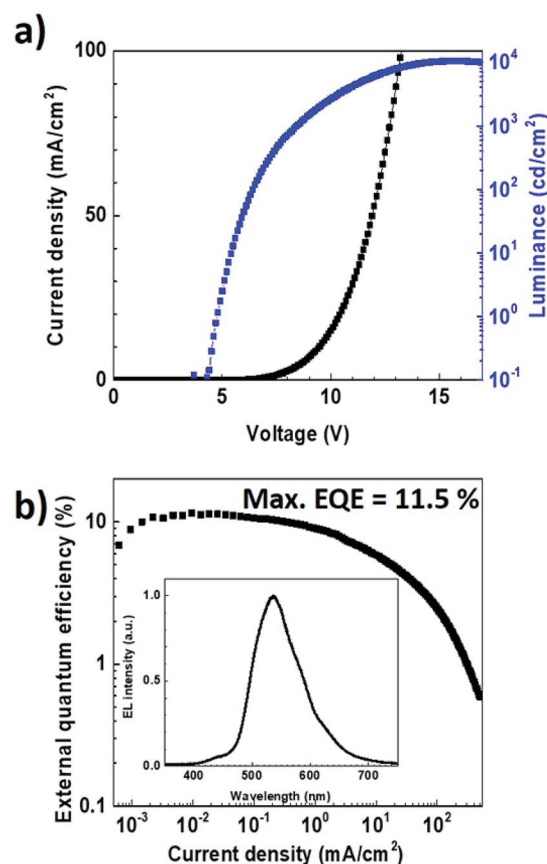 a)
100
50
0
Current density (mA/cm²)
10⁴
10³
10²
10¹
10⁰
10⁻¹
Luminance (cd/cm²)
0 5 10 15
Voltage (V)
b)
Max. EQE = 11.5 %
10
1
0.1
External quantum efficiency (%)
1.0
0.5
0.0
EL intensity (a.u.)
400 500 600 700
Wavelength (nm)
10⁻³ 10⁻² 10⁻¹ 10⁰ 10¹ 10²
Current density (mA/cm²)